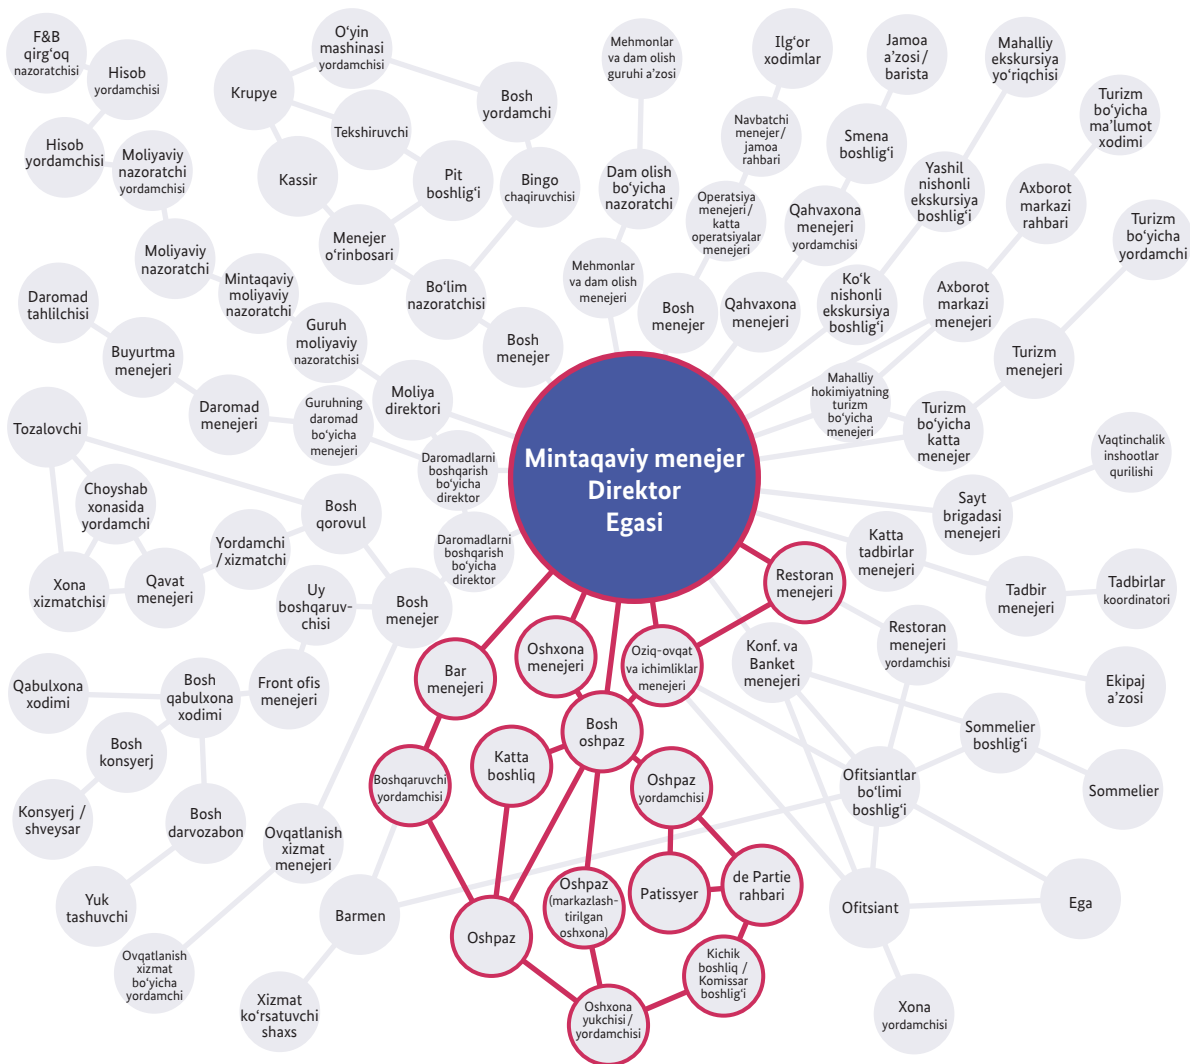 F&B
qirg‘oq
nazoratchisi
Hisob
yordamchisi
Hisob
yordamchisi
Moliyaviy
nazoratchi
yordamchisi
Moliyaviy
nazoratchi
Mintaqaviy
moliyaviy
nazoratchi
Guruh
moliyaviy
nazoratchisi
Moliya
direktori
Krupye
O‘yin
mashinasi
yordamchisi
Tekshiruvchi
Kassir
Bosh
yordamchi
Pit
boshlig‘i
Bingo
chaqiruvchisi
Menejer
o‘rinbosari
Bo‘lim
nazoratchisi
Bosh
menejer
Mehmonlar
va dam olish
guruhi a’zosi
Dam olish
bo‘yicha
nazoratchi
Mehmonlar
va dam olish
menejeri
Ilg‘or
xodimlar
Navbatchi
menejer/
jamoa
rahbari
Operatsiya
menejeri/
katta
operatsiyalar
menejeri
Bosh
menejer
Jamoa
a’zosi/
barista
Smena
boshlig‘i
Qahvaxona
menejeri
yordamchisi
Qahvaxona
menejeri
Mahalliy
ekskursiya
yo‘riqchisi
Yashil
nishonli
ekskursiya
boshlig‘i
Ko‘k
nishonli
ekskursiya
boshlig‘i
Turizm
bo‘yicha
ma’lumot
xodimi
Axborot
markazi
rahbari
Axborot
markazi
menejeri
Turizm
bo‘yicha
yordamchi
Turizm
menejeri
Mahalliy
hokimiyatning
turizm
bo‘yicha
menejeri
Turizm
bo‘yicha
katta
menejer
Daromad
tahlilchisi
Buyurtma
menejeri
Daromad
menejeri
Guruhning
daromad
bo‘yicha
menejeri
Daromadlarni
boshqarish
bo‘yicha
direktor
Daromadlarni
boshqarish
bo‘yicha
direktor
Mintaqaviy menejer
Direktor
Egasi
Vaqtinchalik
inshootlar
qurilishi
Sayt
brigadasi
menejeri
Katta
tadbirlar
menejeri
Tadbir
menejeri
Tadbirlar
koordinatori
Tozalovchi
Choyshab
xonasida
yordamchi
Xona
xizmatchisi
Qavat
menejeri
Yordamchi
/xizmatchi
Bosh
qorovul
Uy
boshqaruv-
chisi
Bosh
menejer
Front ofis
menejeri
Bosh
qabulxona
xodimi
Qabulxona
xodimi
Bosh
konsyerj
Konsyerj /
shveysar
Bosh
darvozabon
Yuk
tashuvchi
Ovqatlanish
xizmat
menejeri
Ovqatlanish
xizmat
bo‘yicha
yordamchi
Bar
menejeri
Oshxona
menejeri
Oziq-ovqat
va ichimliklar
menejeri
Restoran
menejeri
Konf. va
Banket
menejeri
Restoran
menejeri
yordamchisi
Ekipaj
a’zosi
Bosh
oshpaz
Katta
boshliq
Boshqaruvchi
yordamchisi
Oshpaz
yordamchisi
Sommelier
boshlig‘i
Sommelier
Ofitsiantlar
bo‘limi
boshlig‘i
Barmen
Oshpaz
Oshpaz
(markazlash-
tirilgan
oshxona)
Patissyer
de Partie
rahbari
Kichik
boshliq /
Komissar
boshlig‘i
Oshxona
yukchisi/
yordamchisi
Ofitsiant
Ega
Xona
yordamchisi
Xizmat
ko‘rsatuvchi
shaxs